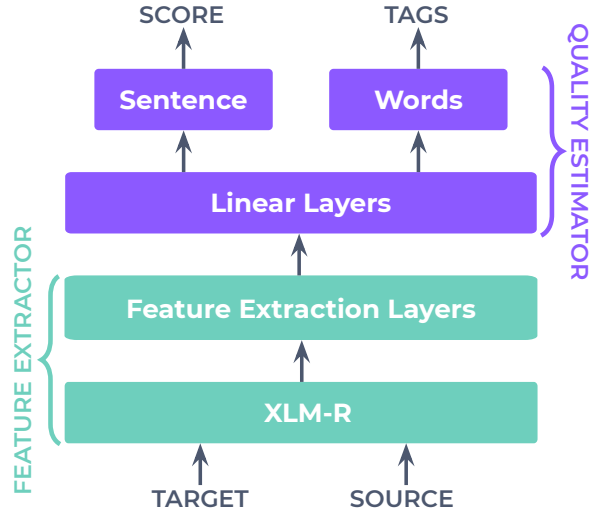 SCORE
TAGS
Sentence
Words
QUALITY ESTIMATOR
Linear Layers
FEATURE EXTRACTOR
Feature Extraction Layers
XLM-R
TARGET
SOURCE